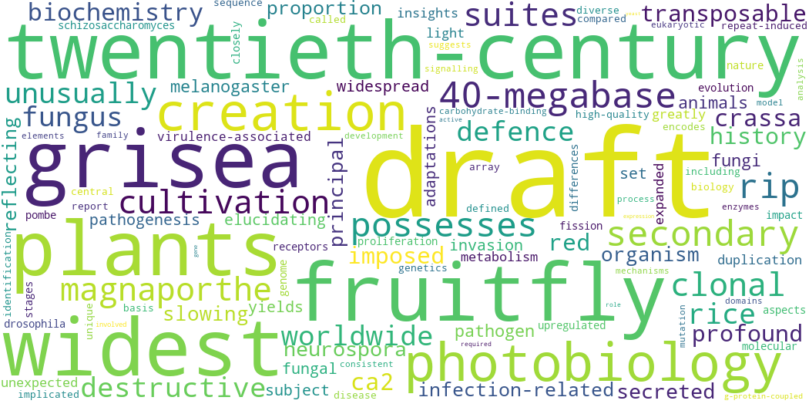 biochemistry proportion insights sequence called diverse compared suites transposable
schizosaccharomyces closely light suggests signalling eukaryotic repeat-induced
twentieth-century
unusually melanogaster widespread 40-megabase nature evolution model analysis
fungus creation carbohydrate-binding active high-quality animals crassa
virulence-associated development defence greatly encodes history
reflecting elements family grisea principal adaptations draft array differences set expanded including fungi biology rip
central report cultivation defined process enzymes impact
pombe pathogenesis elucidating possesses fission organism duplication secondary
identification plants receptors proliferation invasion red mechanisms
gene imposed metabolism genetics
stages magnaporthe genome fruitfly clonal
drosophila basis slowing yields role rice domains aspects
unique involved worldwide pathogen upregulated mutation profound molecular
widest neurospora consistent required photobiology
unexpected destructive fungal subject ca2 infection-related secreted
implicated disease g-protein-coupled
expression